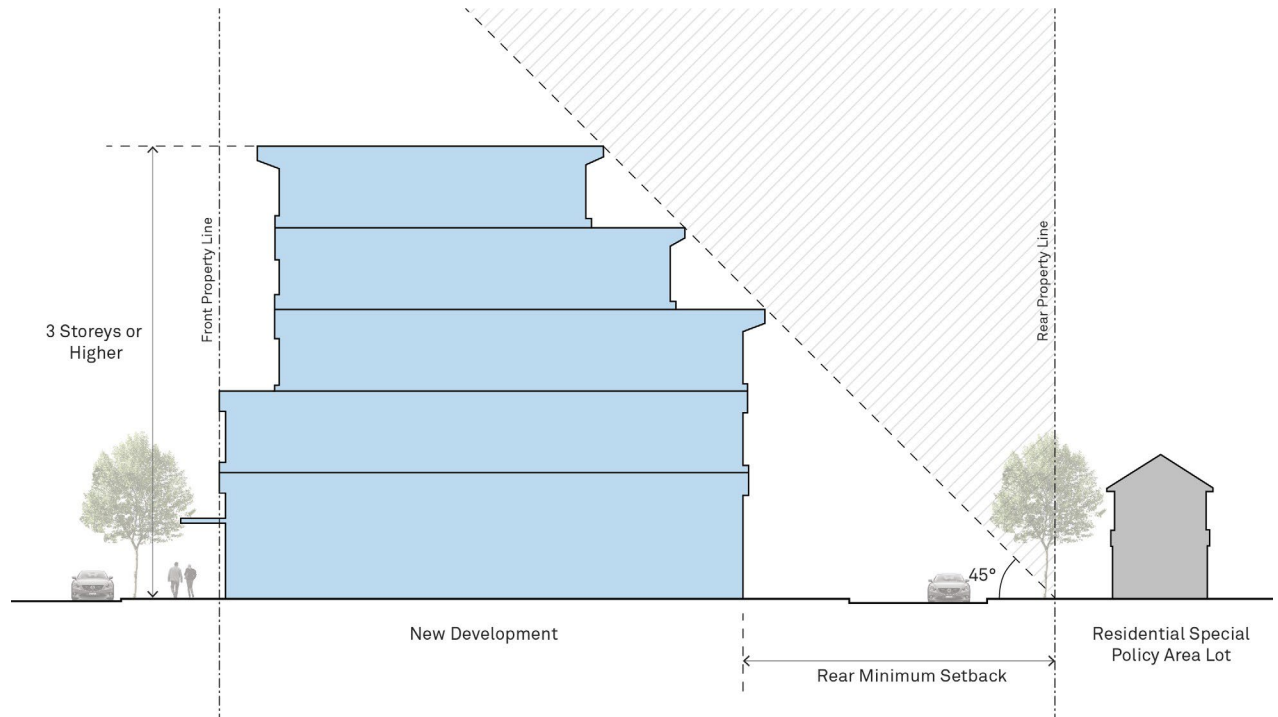 Front Property Line
Rear Property Line
3 Storeys or
Higher
45°
New Development
Residential Special
Policy Area Lot
Rear Minimum Setback